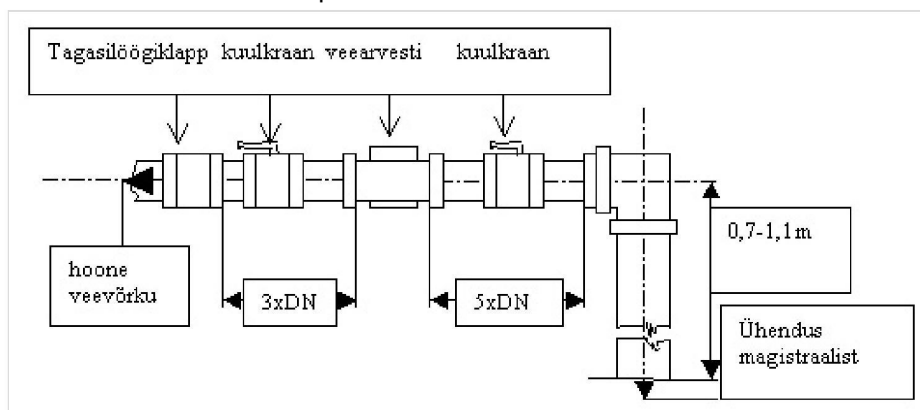 Tagasilöögiklapp kuulkraan veearvesti kuulkraan
0,7-1,1m
hoone
veevõrku
3xDN
5xDN
Ühendus
magistraalist